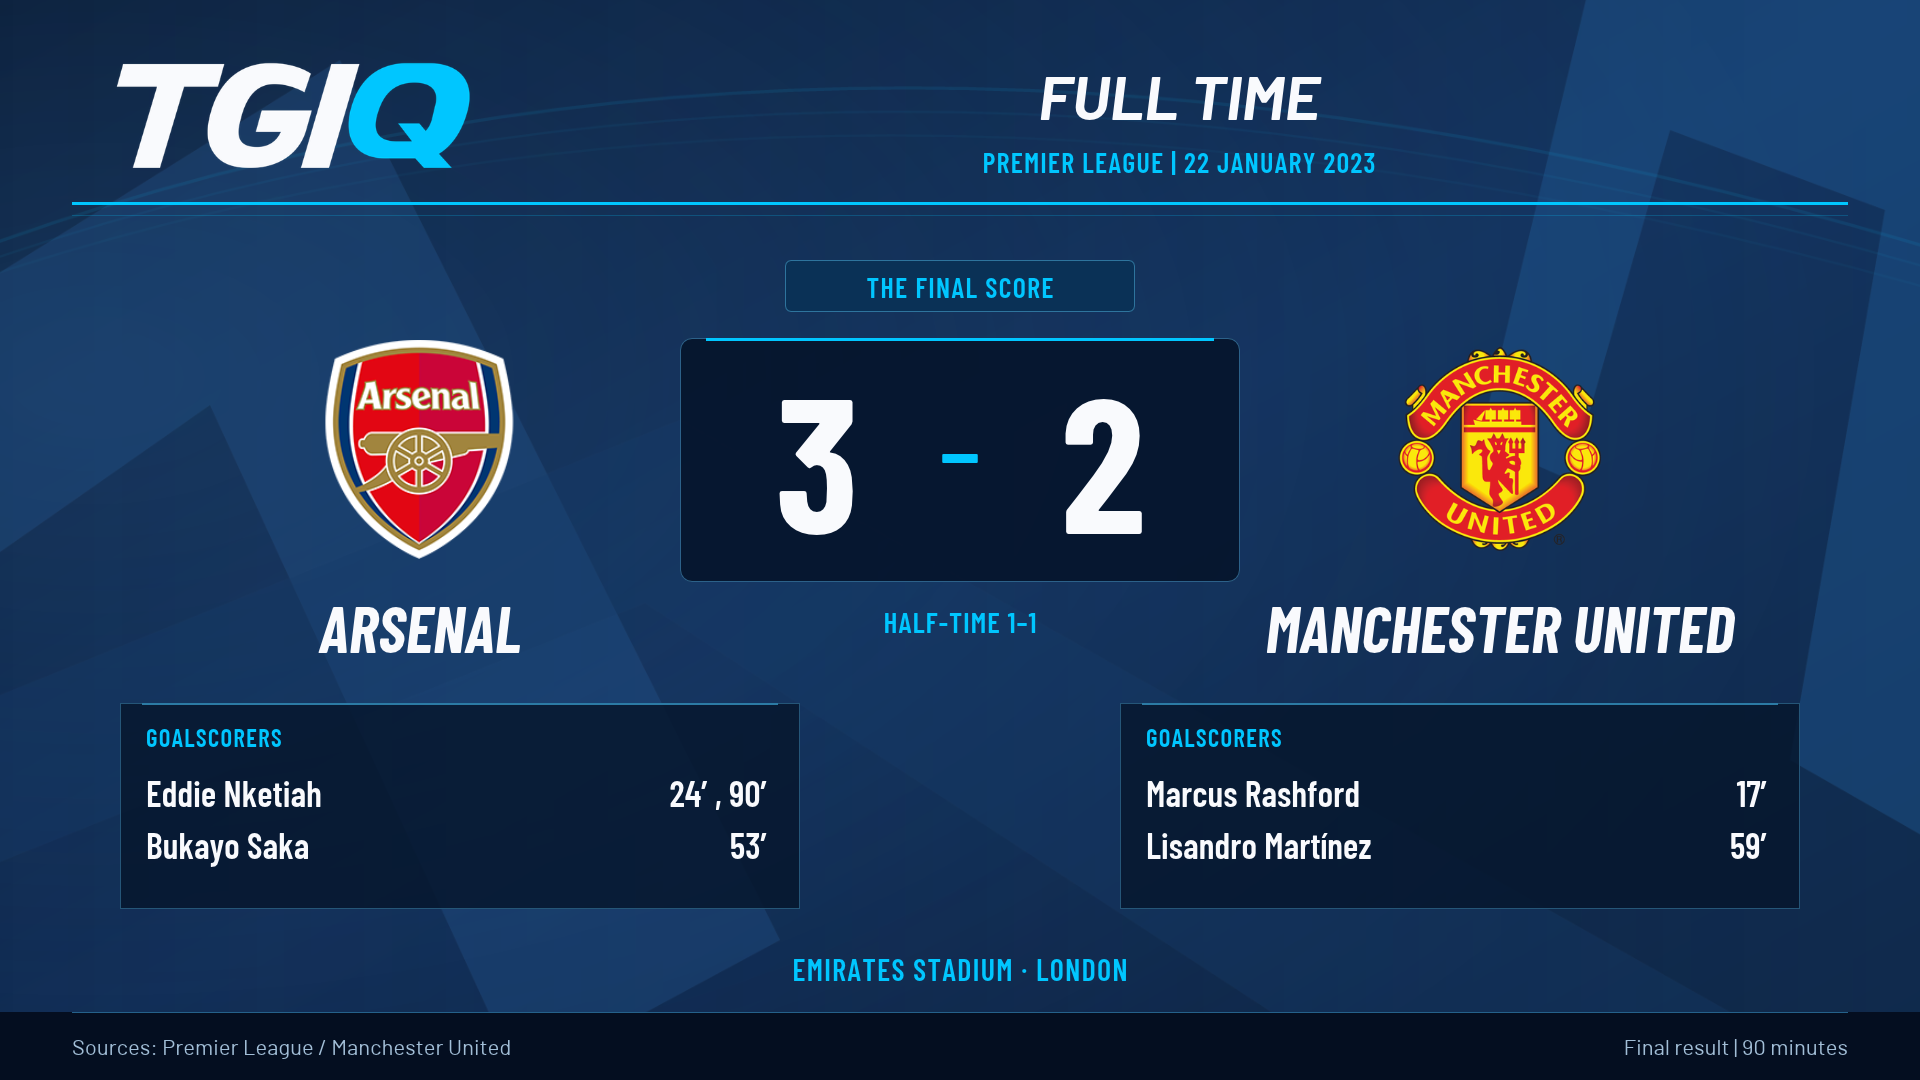 TGIQ
FULL TIME
PREMIER LEAGUE | 22 JANUARY 2023
THE FINAL SCORE
Arsenal
3 - 2
MANCHESTER
UNITED
ARSENAL
HALF-TIME 1–1
MANCHESTER UNITED
GOALSCORERS
Eddie Nketiah 24′ , 90′
Bukayo Saka 53′
GOALSCORERS
Marcus Rashford 17′
Lisandro Martínez 59′
EMIRATES STADIUM · LONDON
Sources: Premier League / Manchester United
Final result | 90 minutes